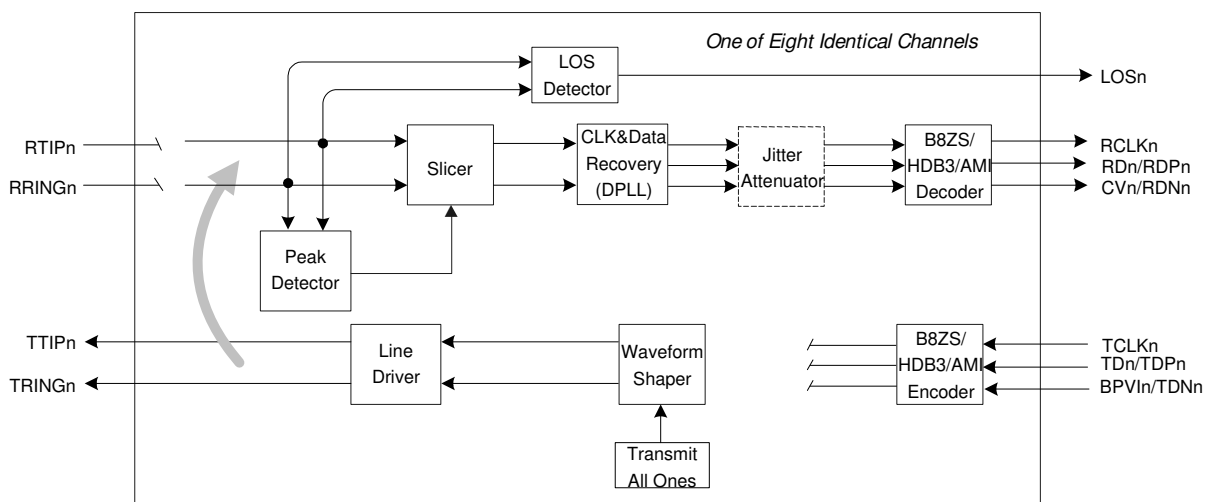 One of Eight Identical Channels
LOS
Detector
LOSn
RTIPn
RRINGn
Slicer
CLK&Data
Recovery
(DPLL)
Jitter
Attenuator
B8ZS/
HDB3/AMI
Decoder
RCLKn
RDn/RDPn
CVn/RDNn
Peak
Detector
TTIPn
TRINGn
Line
Driver
Waveform
Shaper
B8ZS/
HDB3/AMI
Encoder
TCLKn
TDn/TDPn
BPVIn/TDNn
Transmit
All Ones